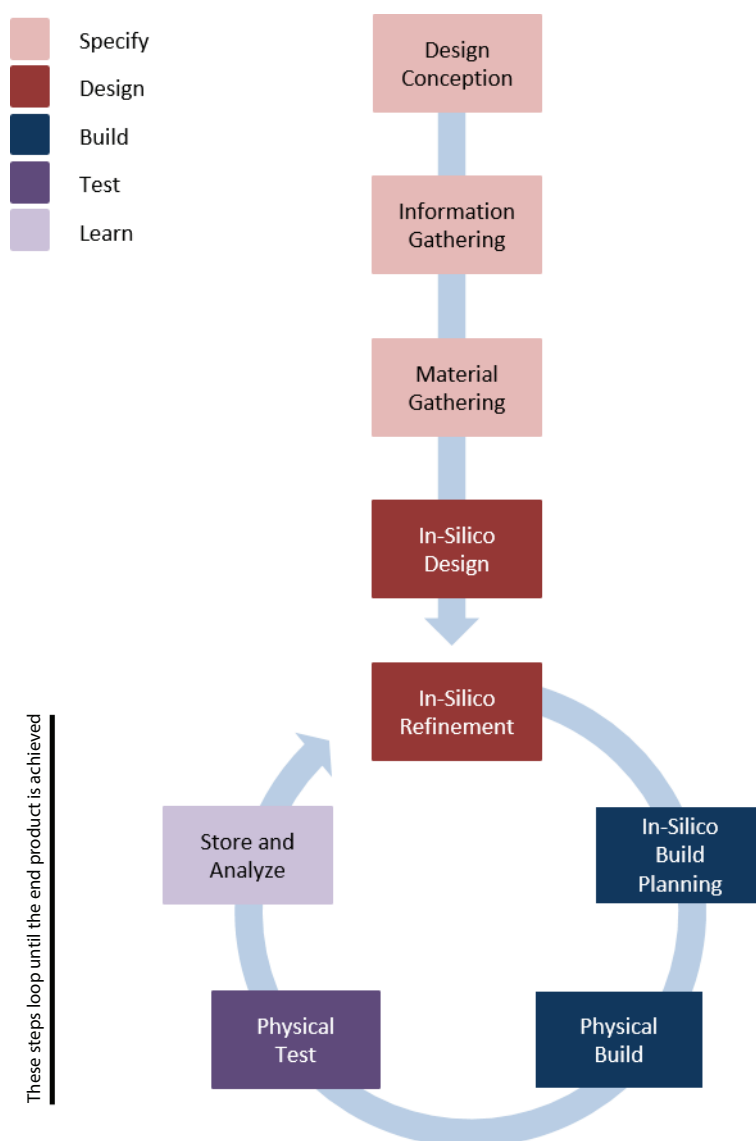 Specify
Design
Build
Test
Learn
Design
Conception
Information
Gathering
Material
Gathering
In-Silico
Design
In-Silico
Refinement
In-Silico
Build
Planning
Physical
Build
Physical
Test
Store and
Analyze
These steps loop until the end product is achieved